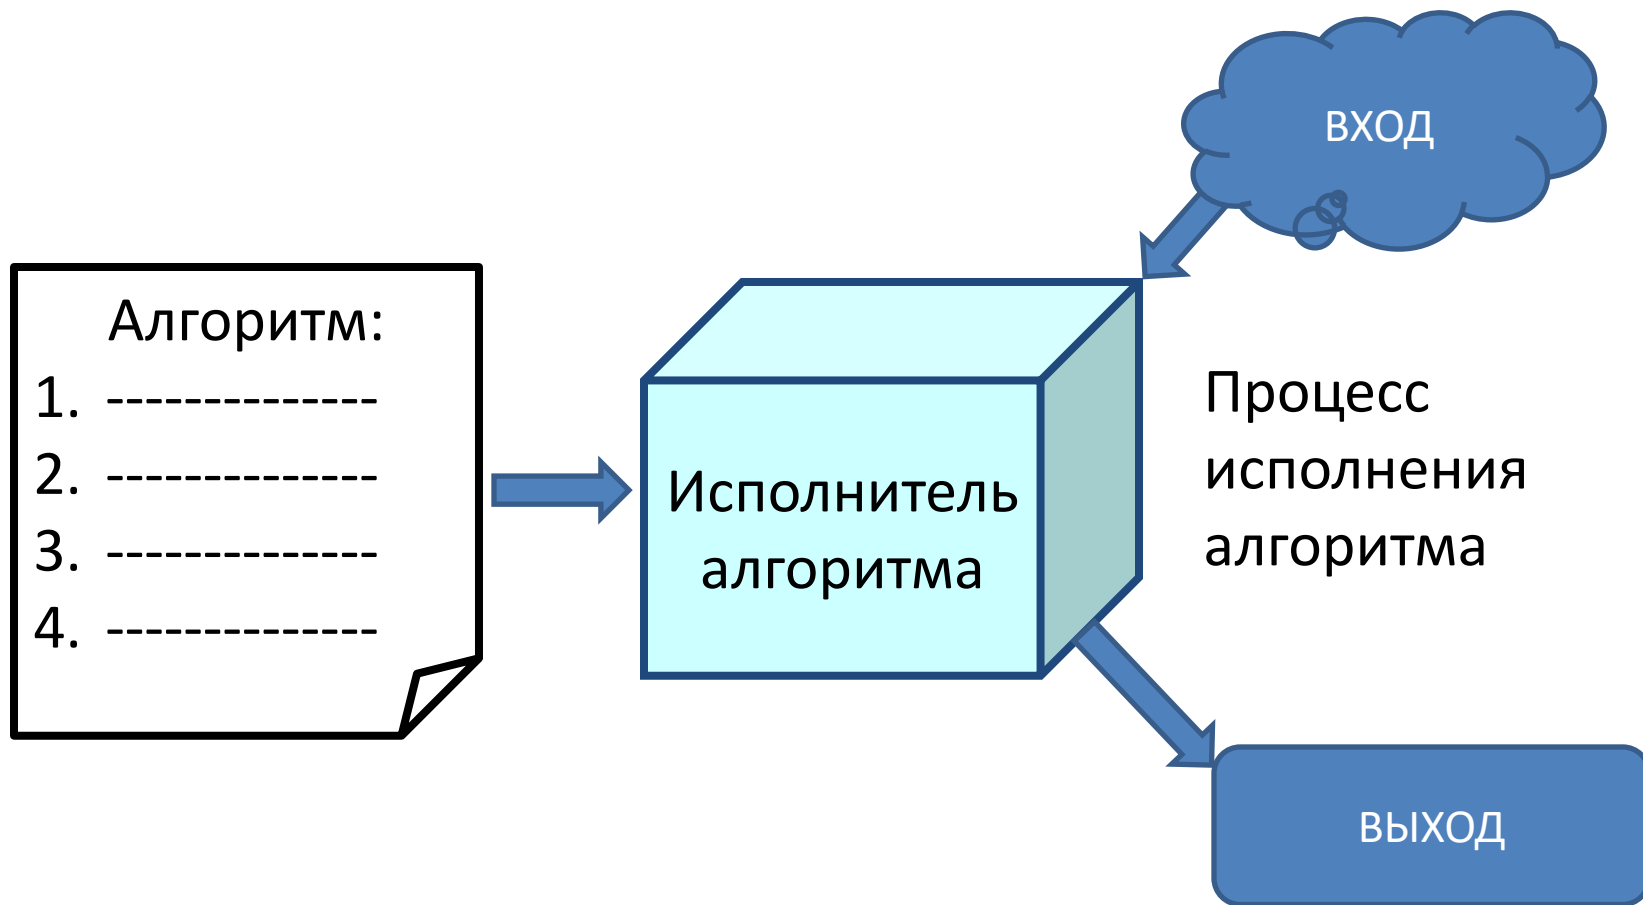 Алгоритм:
1. --------------
2. --------------
3. --------------
4. --------------
Исполнитель
алгоритма
ВХОД
Процесс
исполнения
алгоритма
ВЫХОД